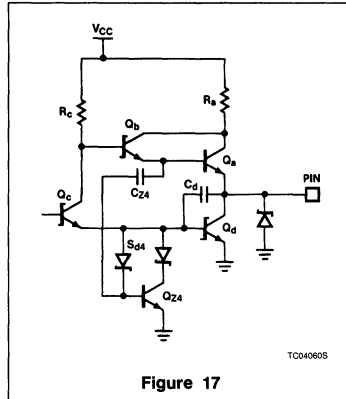 VCC
Rc
Ra
Qb
Qa
CZ4
Cd
PIN
Qc
Qd
Sd4
QZ4
TC04060S
Figure 17